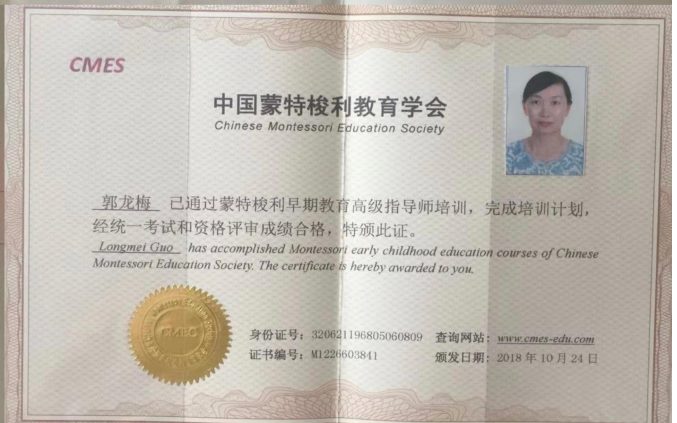 CMES
中国蒙特梭利教育学会
Chinese Montessori Education Society
郭龙梅 已通过蒙特梭利早期教育高级指导师培训，完成培训计划，
经统一考试和资格评审成绩合格，特颁此证。
Longmei Guo has accomplished Montessori early childhood education courses of Chinese
Montessori Education Society. The certificate is hereby awarded to you.
CMES
身份证号：320621196805060809 查询网站：www.cmes-edu.com
证书编号：M1226603841 颁发日期：2018 年 10 月 24 日